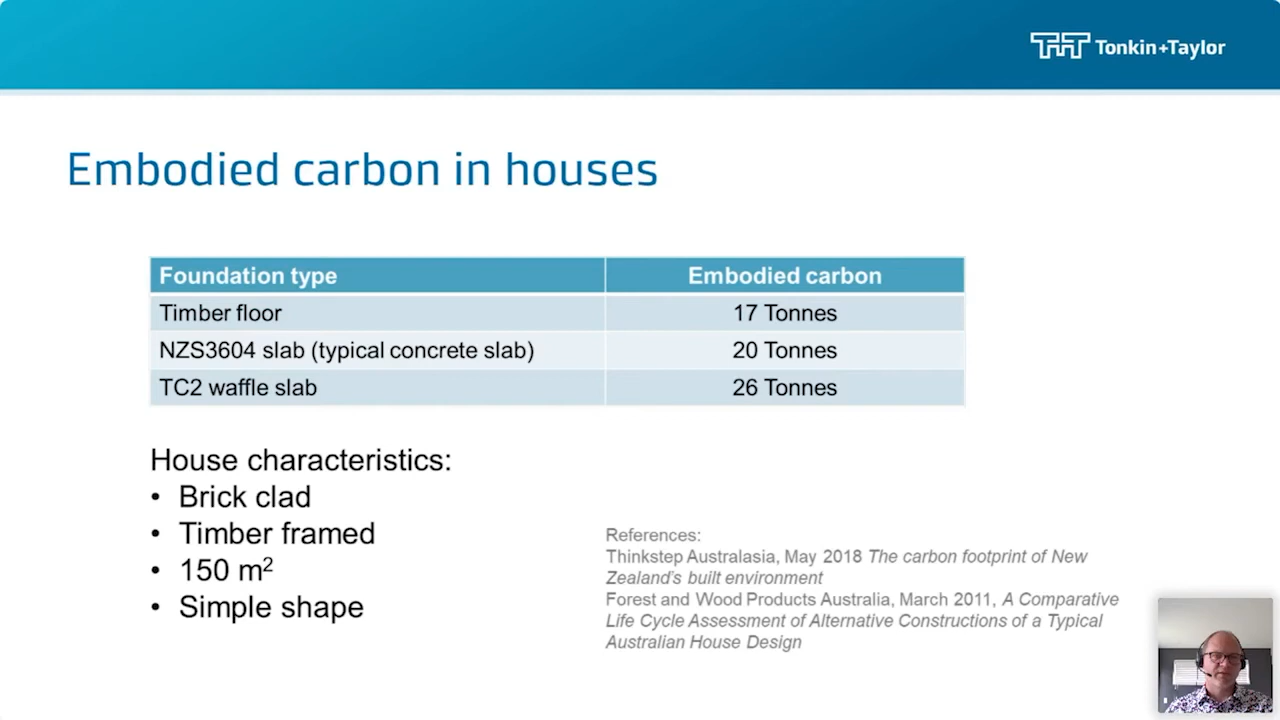 Tonkin+Taylor
Embodied carbon in houses
Foundation type Embodied carbon
Timber floor 17 Tonnes
NZS3604 slab (typical concrete slab) 20 Tonnes
TC2 waffle slab 26 Tonnes
House characteristics:
• Brick clad
• Timber framed
• 150 m²
• Simple shape
References:
Thinkstep Australasia, May 2018 The carbon footprint of New
Zealand's built environment
Forest and Wood Products Australia, March 2011, A Comparative
Life Cycle Assessment of Alternative Constructions of a Typical
Australian House Design